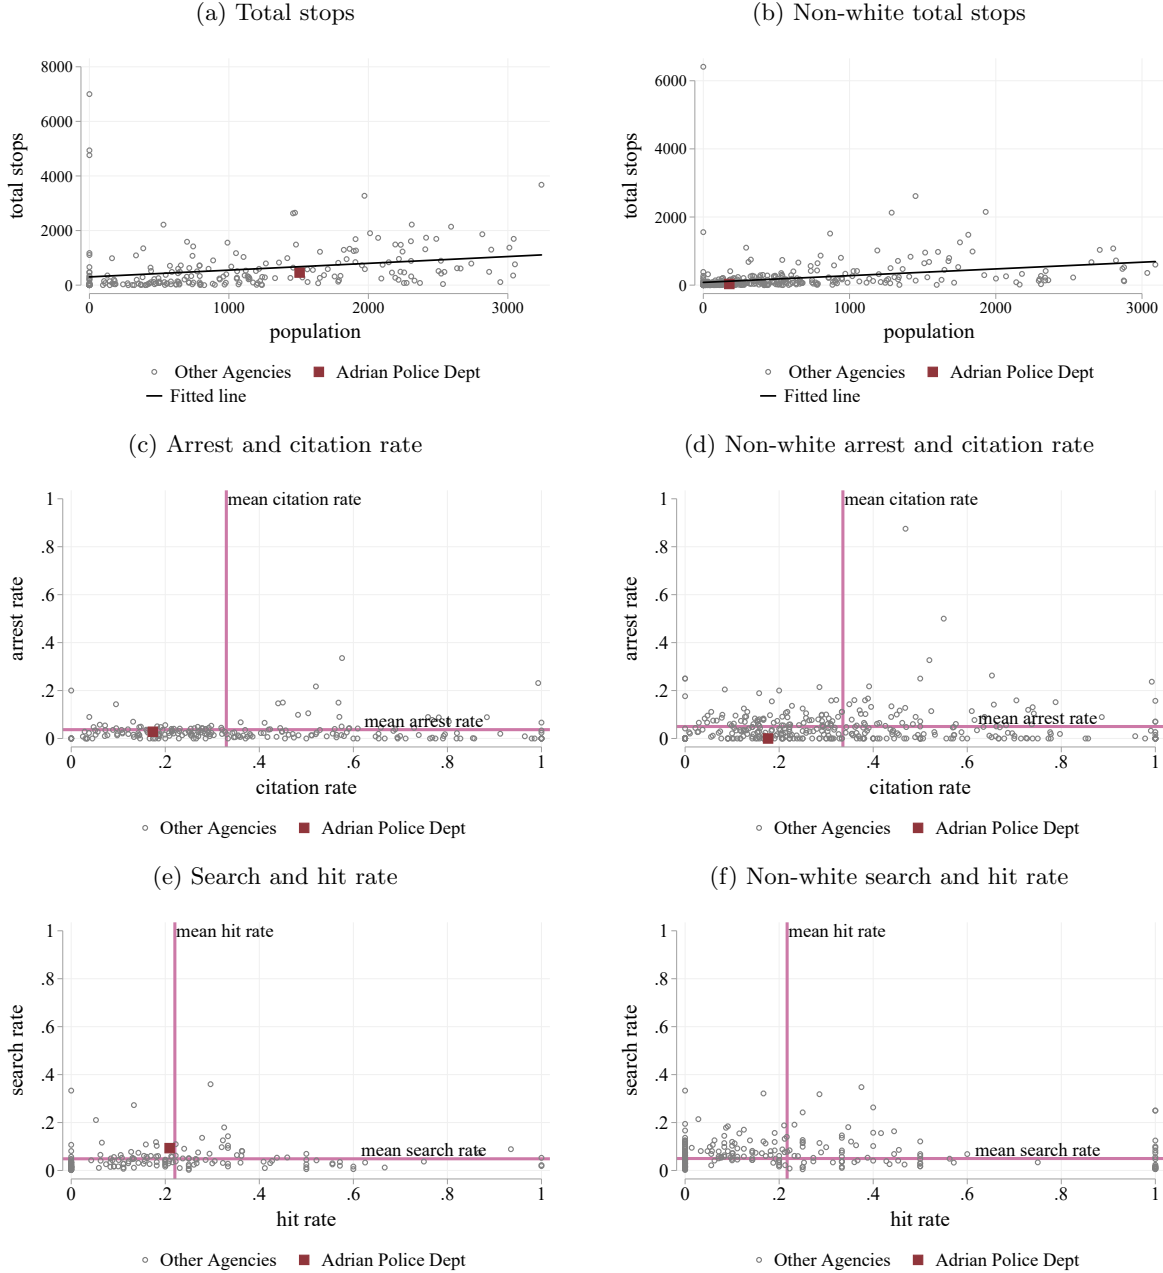 (a) Total stops
(b) Non-white total stops
total stops
8000
6000
4000
2000
0
0 1000 2000 3000
population
Other Agencies Adrian Police Dept
Fitted line
total stops
6000
4000
2000
0
0 1000 2000 3000
population
Other Agencies Adrian Police Dept
Fitted line
(c) Arrest and citation rate
(d) Non-white arrest and citation rate
arrest rate
1
.8
.6
.4
.2
0
mean citation rate
mean arrest rate
0 .2 .4 .6 .8 1
citation rate
Other Agencies Adrian Police Dept
arrest rate
1
.8
.6
.4
.2
0
mean citation rate
mean arrest rate
0 .2 .4 .6 .8 1
citation rate
Other Agencies Adrian Police Dept
(e) Search and hit rate
(f) Non-white search and hit rate
search rate
1
.8
.6
.4
.2
0
mean hit rate
mean search rate
0 .2 .4 .6 .8 1
hit rate
Other Agencies Adrian Police Dept
search rate
1
.8
.6
.4
.2
0
mean hit rate
mean search rate
0 .2 .4 .6 .8 1
hit rate
Other Agencies Adrian Police Dept